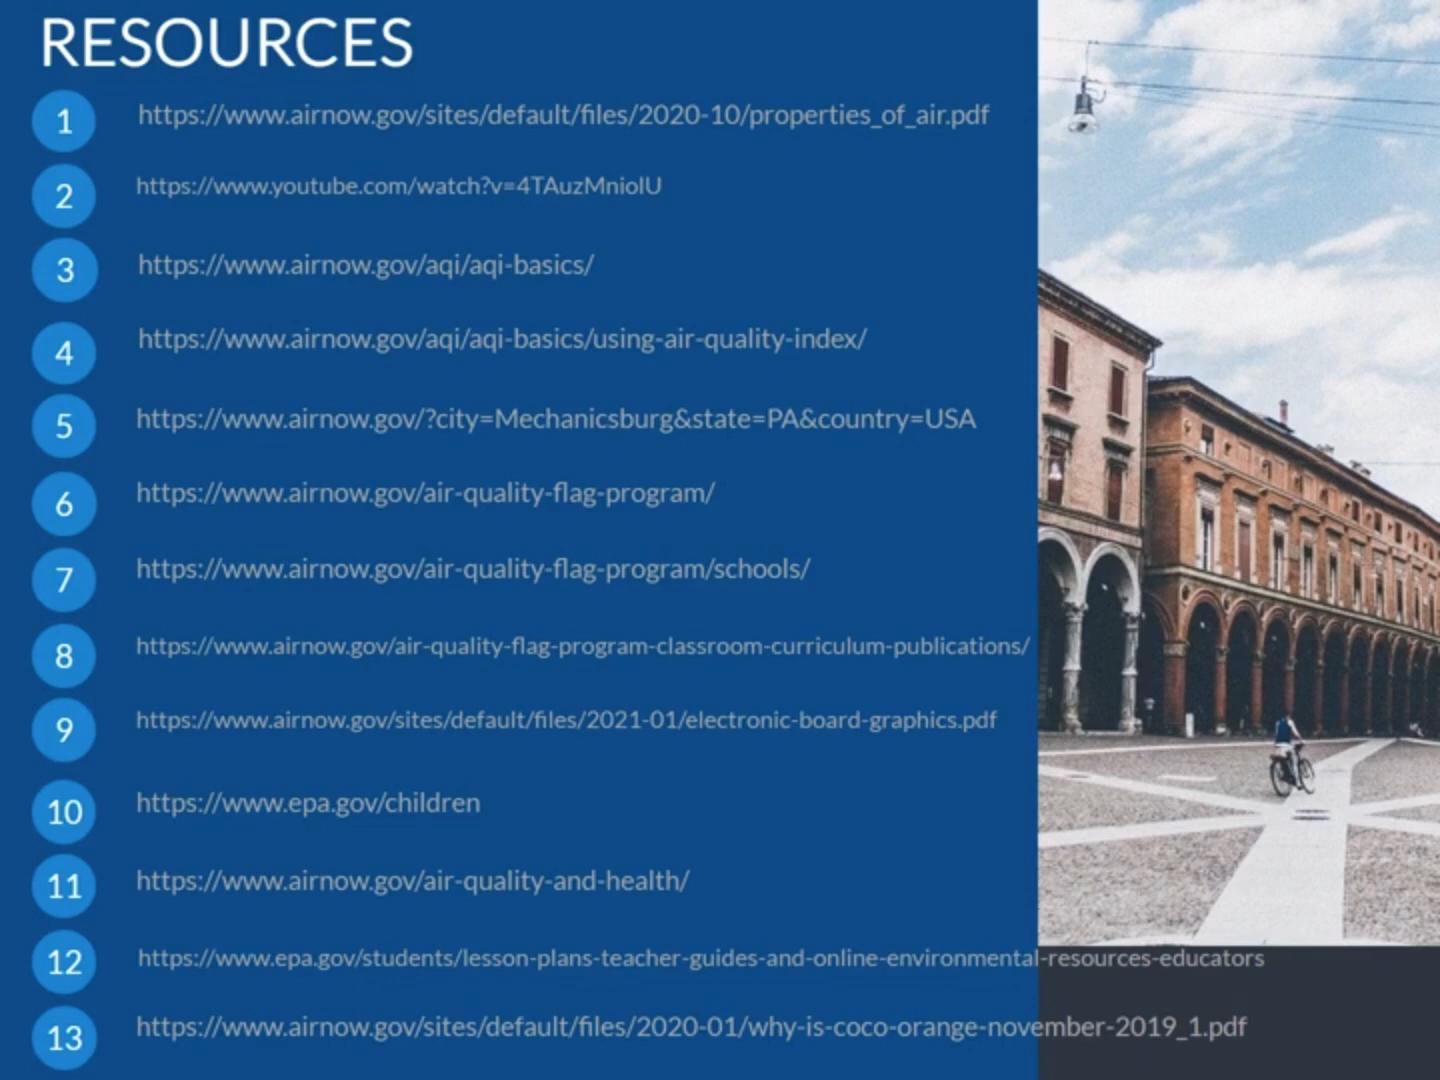 RESOURCES
1 https://www.airnow.gov/sites/default/files/2020-10/properties_of_air.pdf
2 https://www.youtube.com/watch?v=4TAuzMnioIU
3 https://www.airnow.gov/aqi/aqi-basics/
4 https://www.airnow.gov/aqi/aqi-basics/using-air-quality-index/
5 https://www.airnow.gov/?city=Mechanicsburg&state=PA&country=USA
6 https://www.airnow.gov/air-quality-flag-program/
7 https://www.airnow.gov/air-quality-flag-program/schools/
8 https://www.airnow.gov/air-quality-flag-program-classroom-curriculum-publications/
9 https://www.airnow.gov/sites/default/files/2021-01/electronic-board-graphics.pdf
10 https://www.epa.gov/children
11 https://www.airnow.gov/air-quality-and-health/
12 https://www.epa.gov/students/lesson-plans-teacher-guides-and-online-environmental-resources-educators
13 https://www.airnow.gov/sites/default/files/2020-01/why-is-coco-orange-november-2019_1.pdf